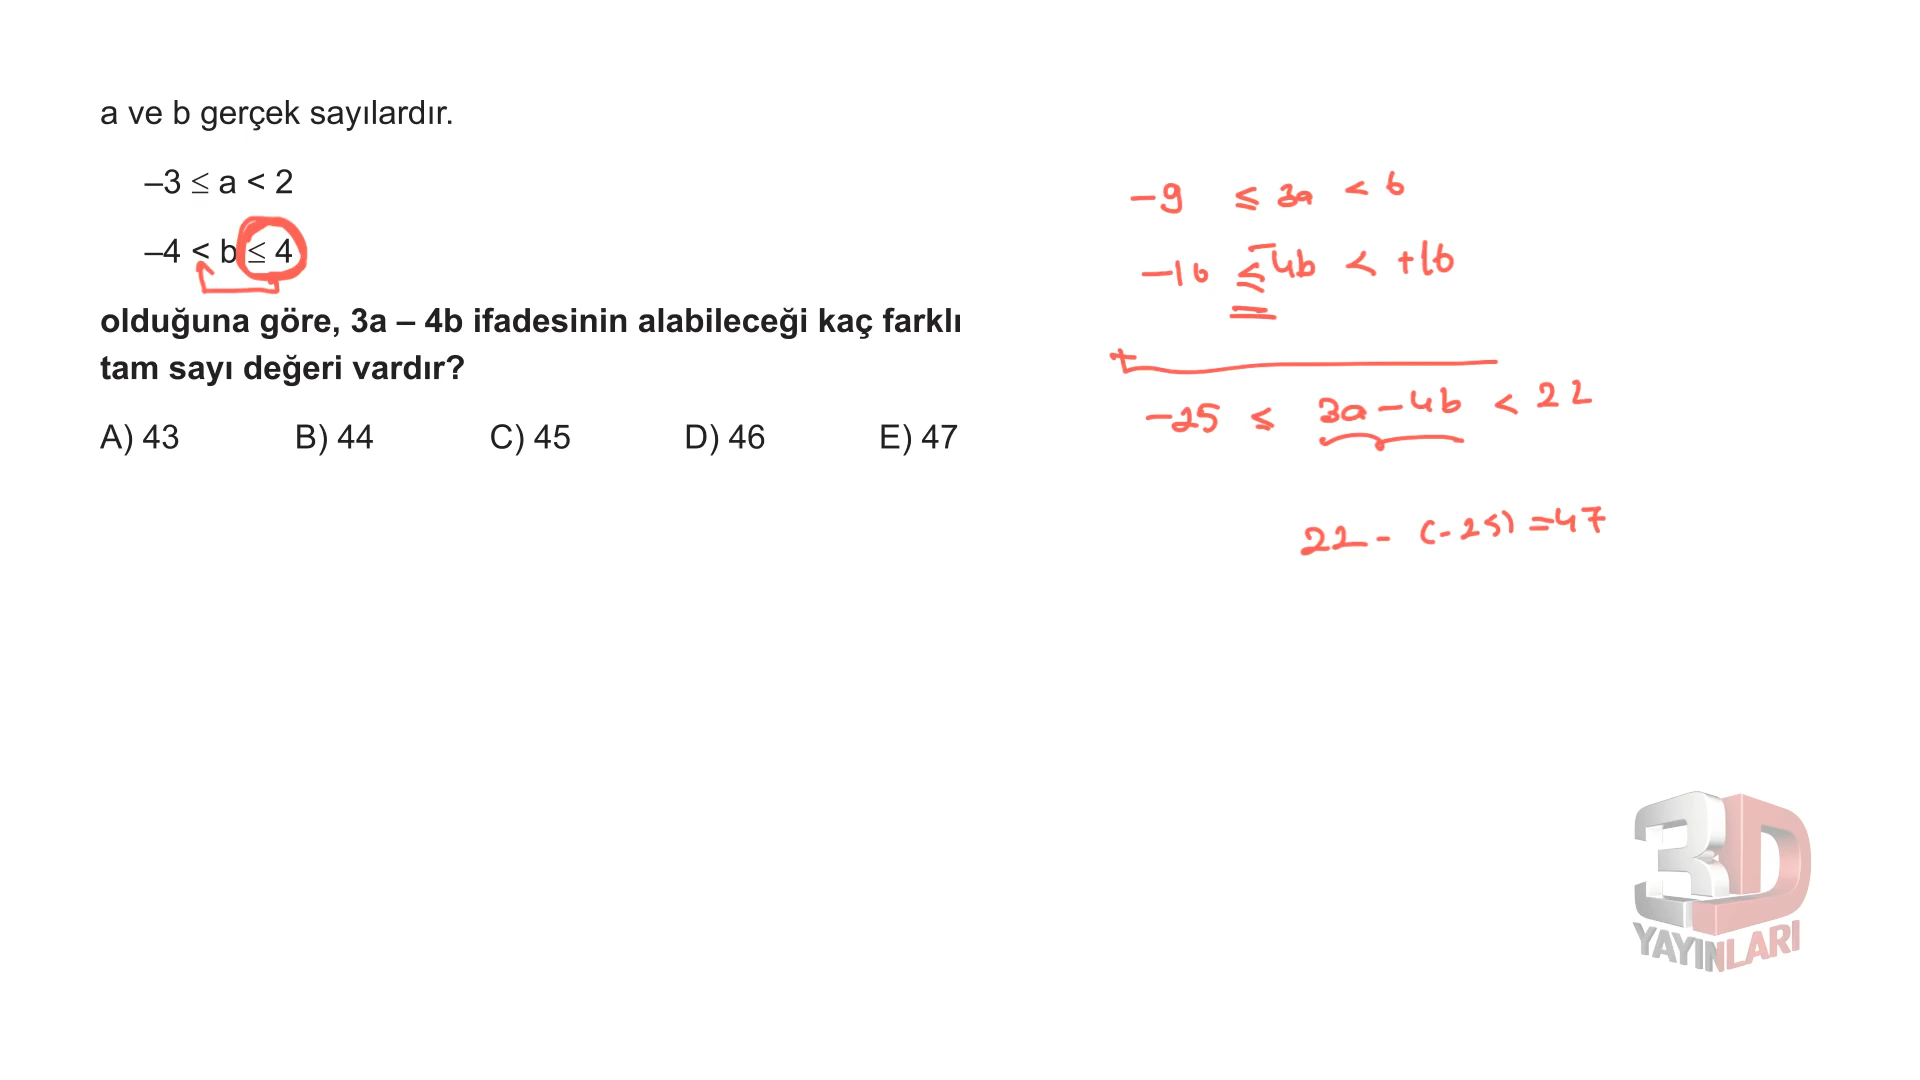 a ve b gerçek sayılardır.
–3 ≤ a < 2
–4 < b ≤ 4
olduğuna göre, 3a – 4b ifadesinin alabileceği kaç farklı
tam sayı değeri vardır?
A) 43 B) 44 C) 45 D) 46 E) 47
-9 ≤ 3a < 6
-16 ≤ -4b < +16
+
-25 ≤ 3a - 4b < 22
22 - (-25) = 47
3D
YAYINLARI